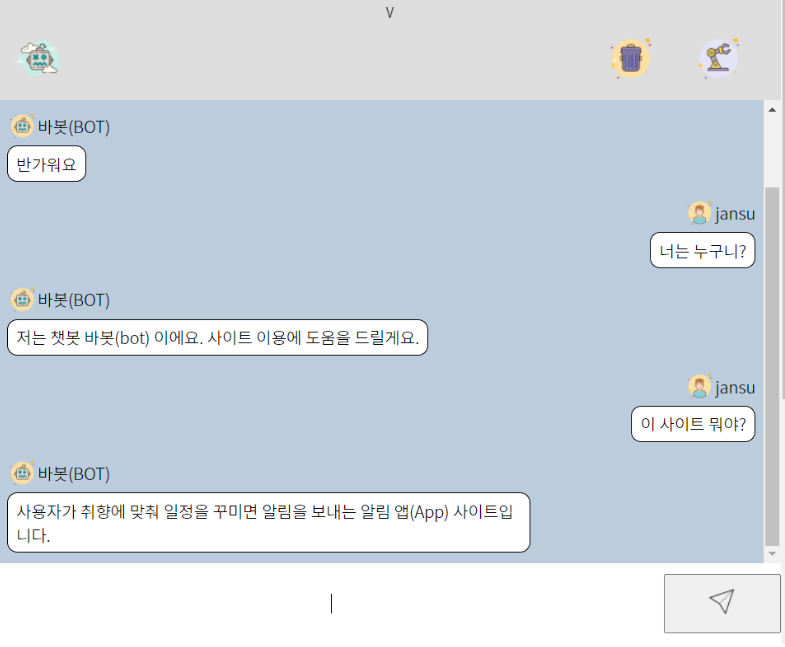 V
바봇(BOT)
반가워요
jansu
너는 누구니?
바봇(BOT)
저는 챗봇 바봇(bot) 이에요. 사이트 이용에 도움을 드릴게요.
jansu
이 사이트 뭐야?
바봇(BOT)
사용자가 취향에 맞춰 일정을 꾸미면 알림을 보내는 알림 앱(App) 사이트입
니다.